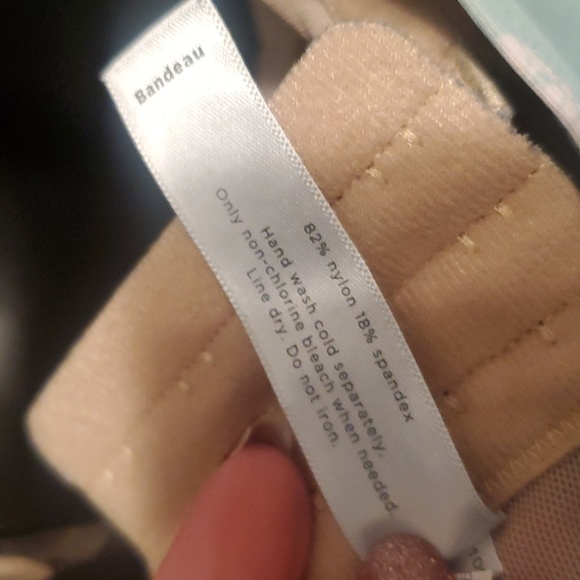 Bandeau
82% nylon 18% spandex
Hand wash cold separately.
Only non-chlorine bleach when needed.
Line dry. Do not iron.